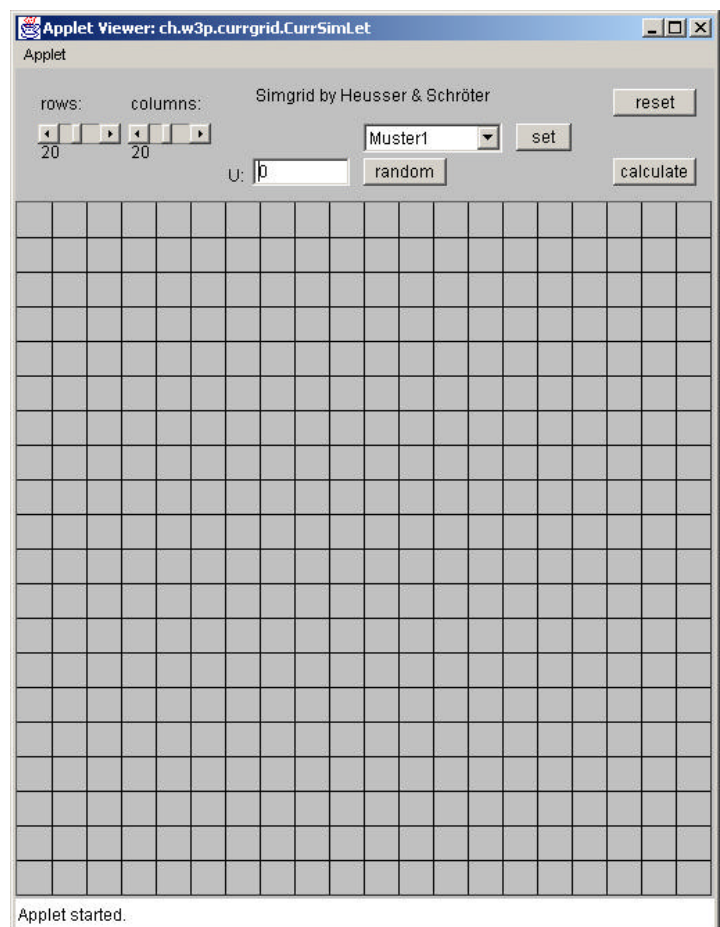 Applet Viewer: ch.w3p.currgrid.CurrSimLet
Applet
Simgrid by Heusser & Schröter
rows: columns: reset
Muster1 set
20 20
U: 0 random calculate
Applet started.